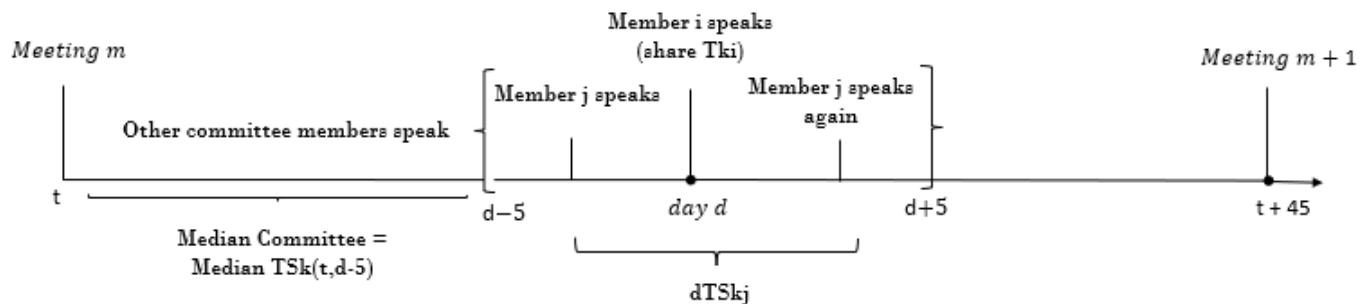 Member i speaks
(share Tki)
Meeting m
Meeting m + 1
Member j speaks
Member j speaks
again
Other committee members speak
t
d−5
day d
d+5
t + 45
Median Committee =
Median TSk(t,d-5)
dTSkj